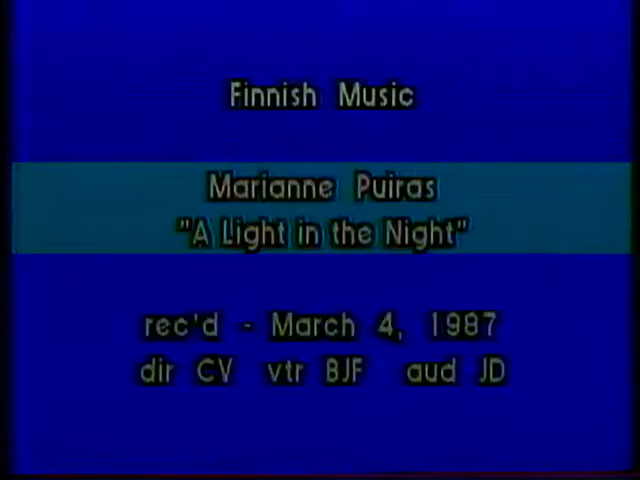 Finnish Music
Marianne Puiras
"A Light in the Night"
rec'd - March 4, 1987
dir CV vtr BJF aud JD